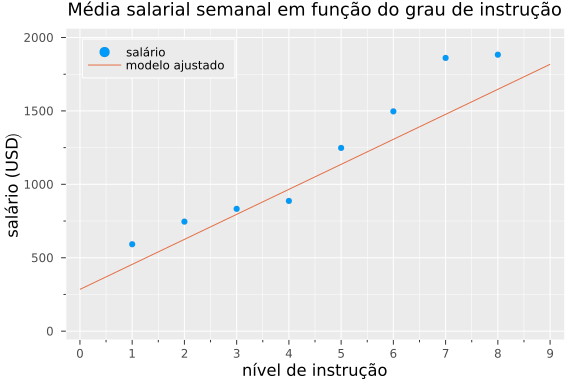 Média salarial semanal em função do grau de instrução
salário (USD)
2000
1500
1000
500
0
salário
modelo ajustado
0 1 2 3 4 5 6 7 8 9
nível de instrução